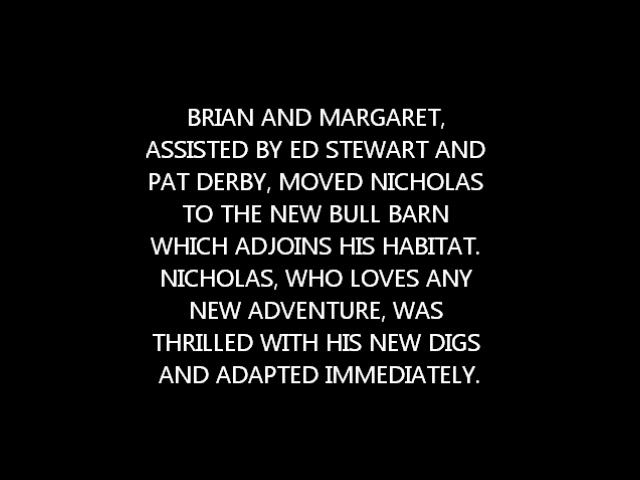 BRIAN AND MARGARET,
ASSISTED BY ED STEWART AND
PAT DERBY, MOVED NICHOLAS
TO THE NEW BULL BARN
WHICH ADJOINS HIS HABITAT.
NICHOLAS, WHO LOVES ANY
NEW ADVENTURE, WAS
THRILLED WITH HIS NEW DIGS
AND ADAPTED IMMEDIATELY.